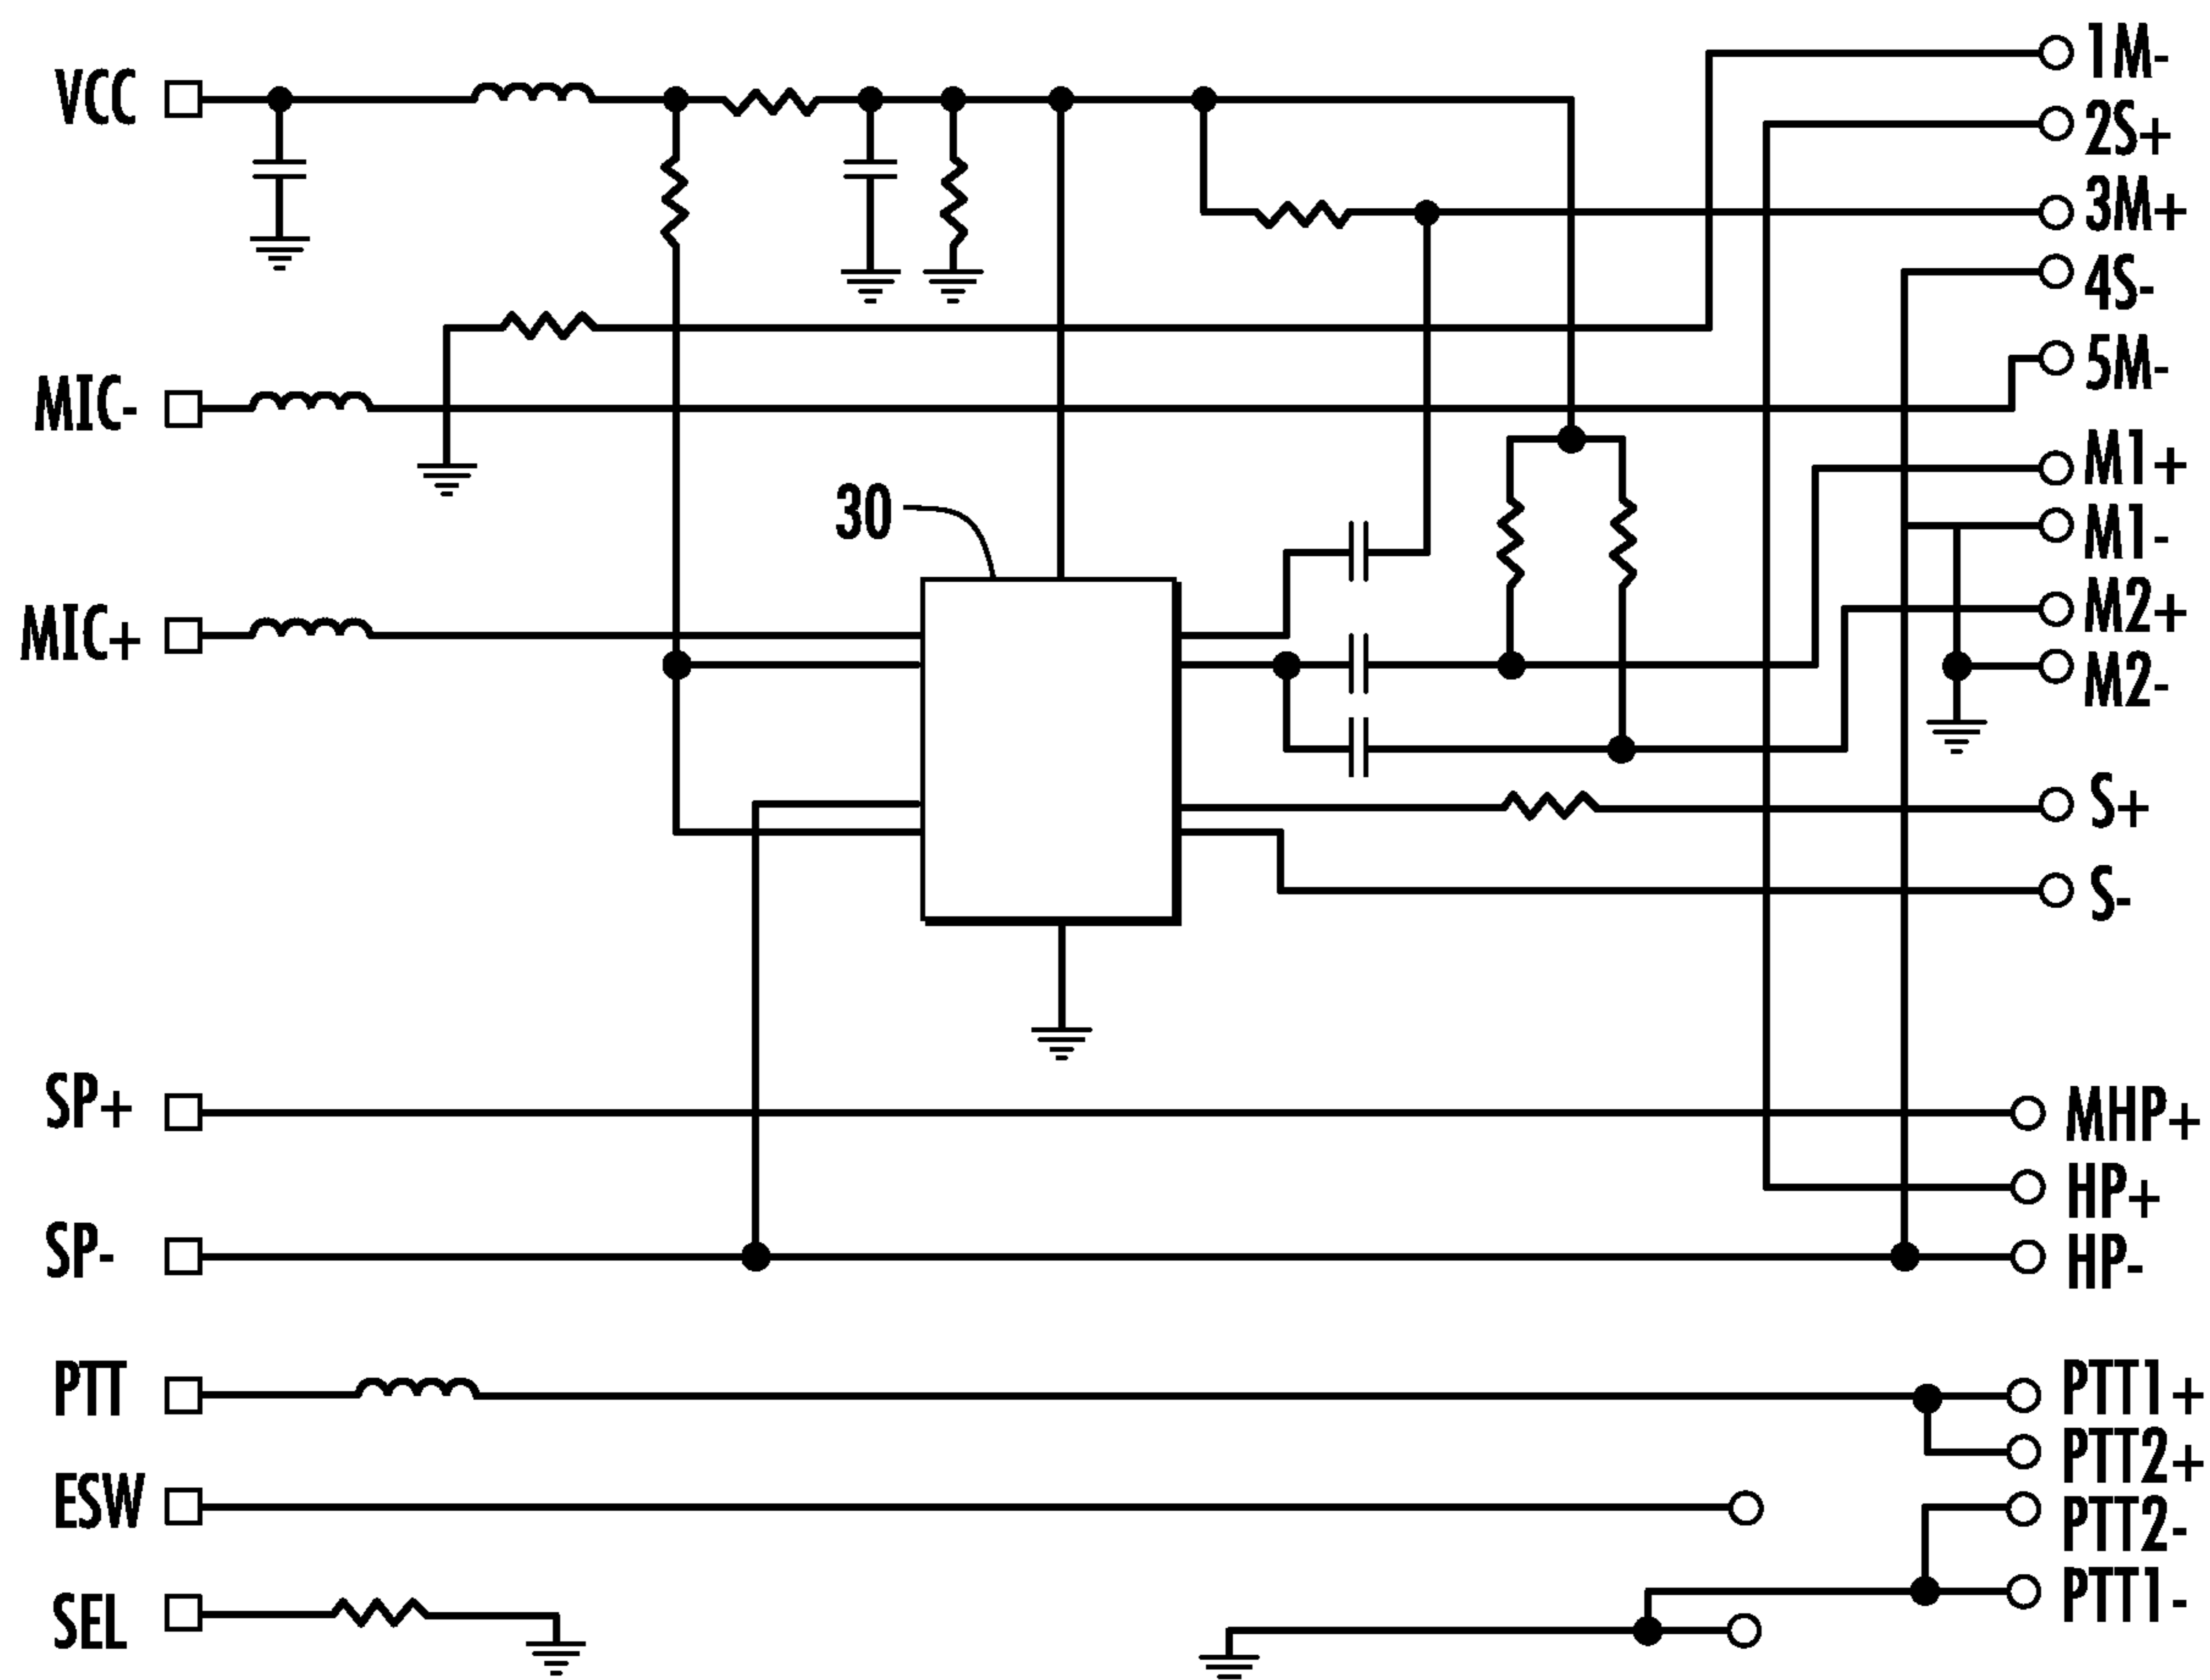 VCC
MIC-
MIC+
SP+
SP-
PTT
ESW
SEL
30
1M-
2S+
3M+
4S-
5M-
M1+
M1-
M2+
M2-
S+
S-
MHP+
HP+
HP-
PTT1+
PTT2+
PTT2-
PTT1-